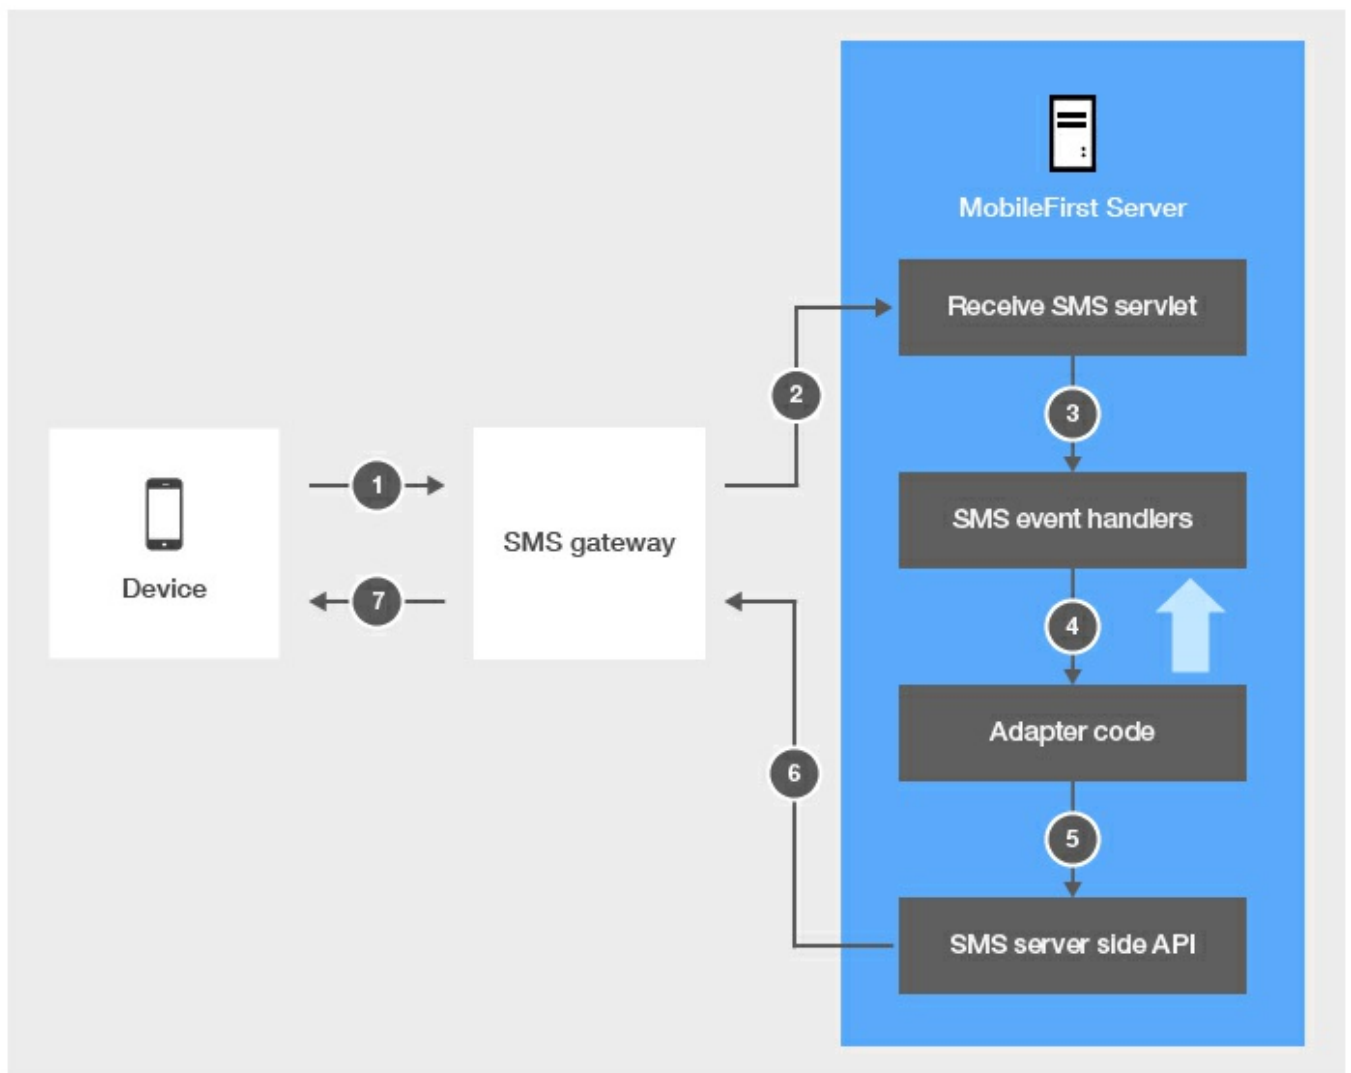 MobileFirst Server
Receive SMS servlet
2
3
1
SMS event handlers
SMS gateway
Device
7
4
Adapter code
6
5
SMS server side API